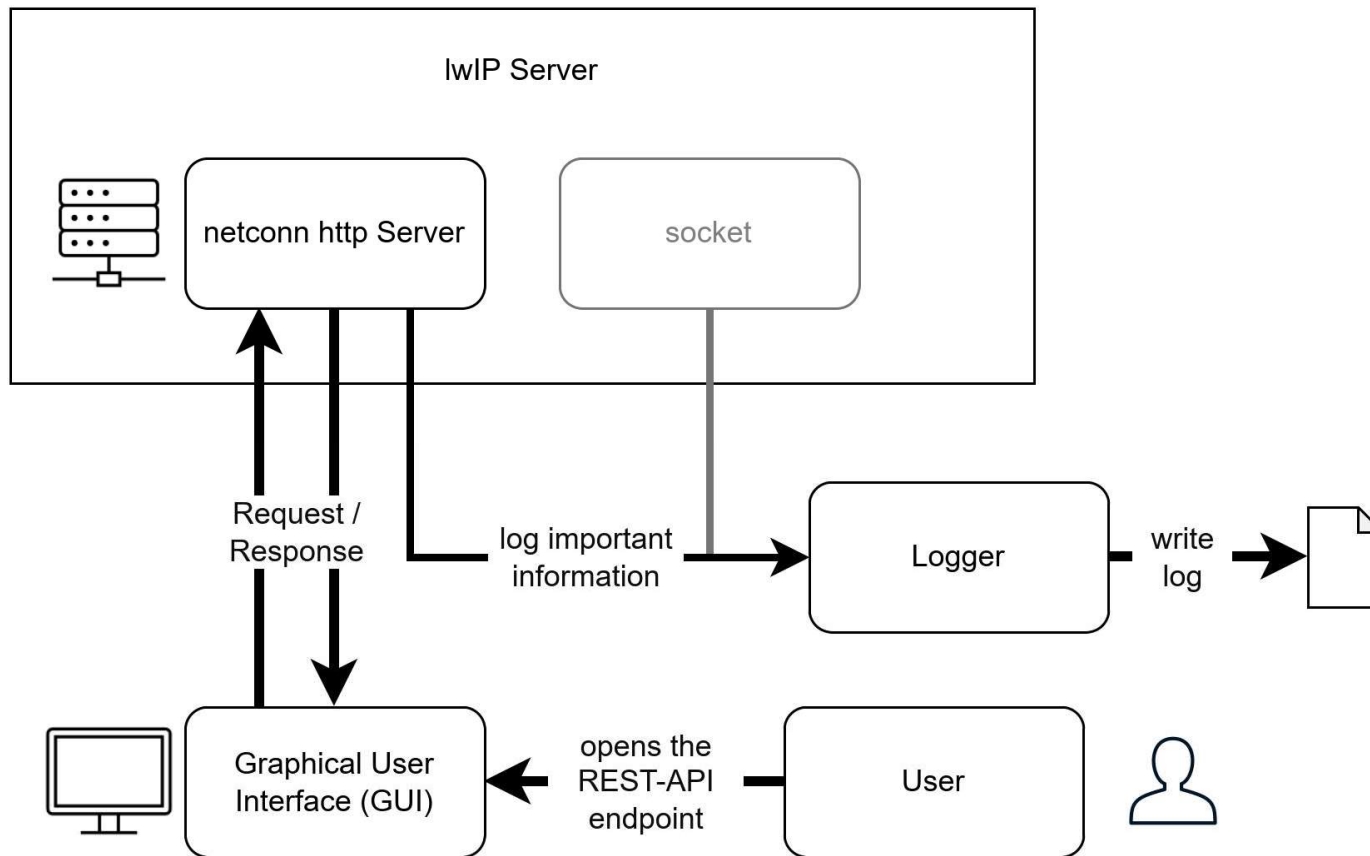 lwIP Server
netconn http Server
socket
Request /
Response
log important
information
Logger
write
log
Graphical User
Interface (GUI)
opens the
REST-API
endpoint
User